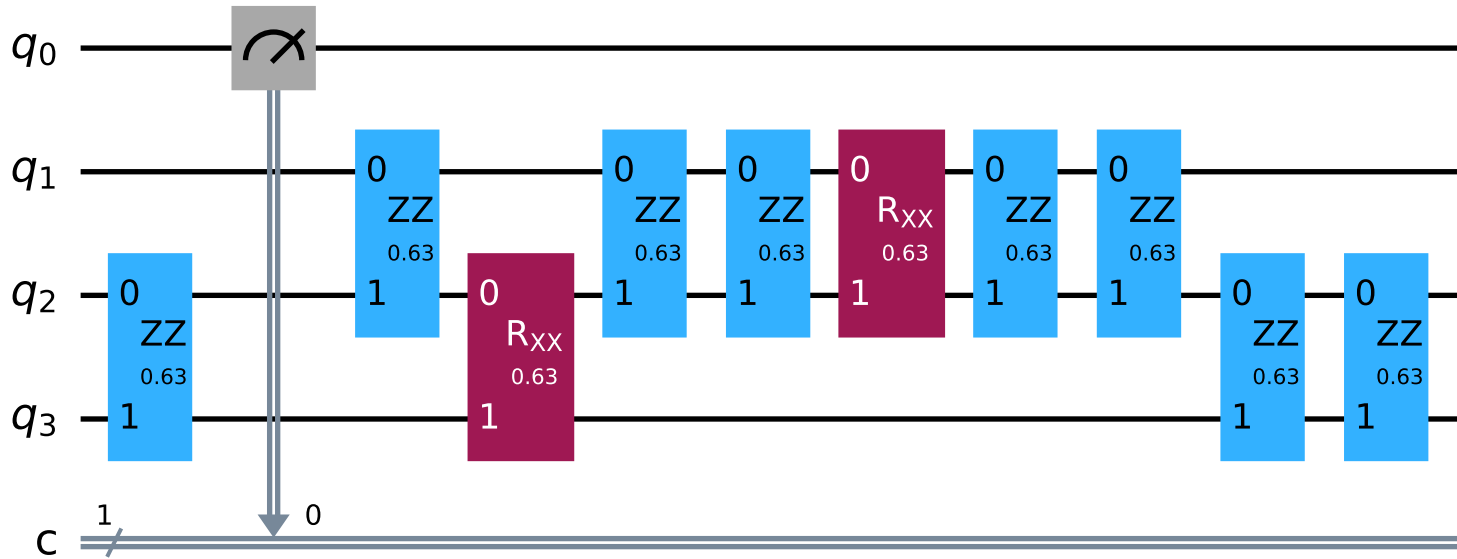 q0
q1
0 0 0 0 0 0
ZZ ZZ ZZ RXX ZZ ZZ
0.63 0.63 0.63 0.63 0.63 0.63
q2
0 1 0 1 1 1 1 1 0 0
ZZ RXX ZZ ZZ
0.63 0.63 0.63 0.63
q3
1 1 1 1
1 0
c